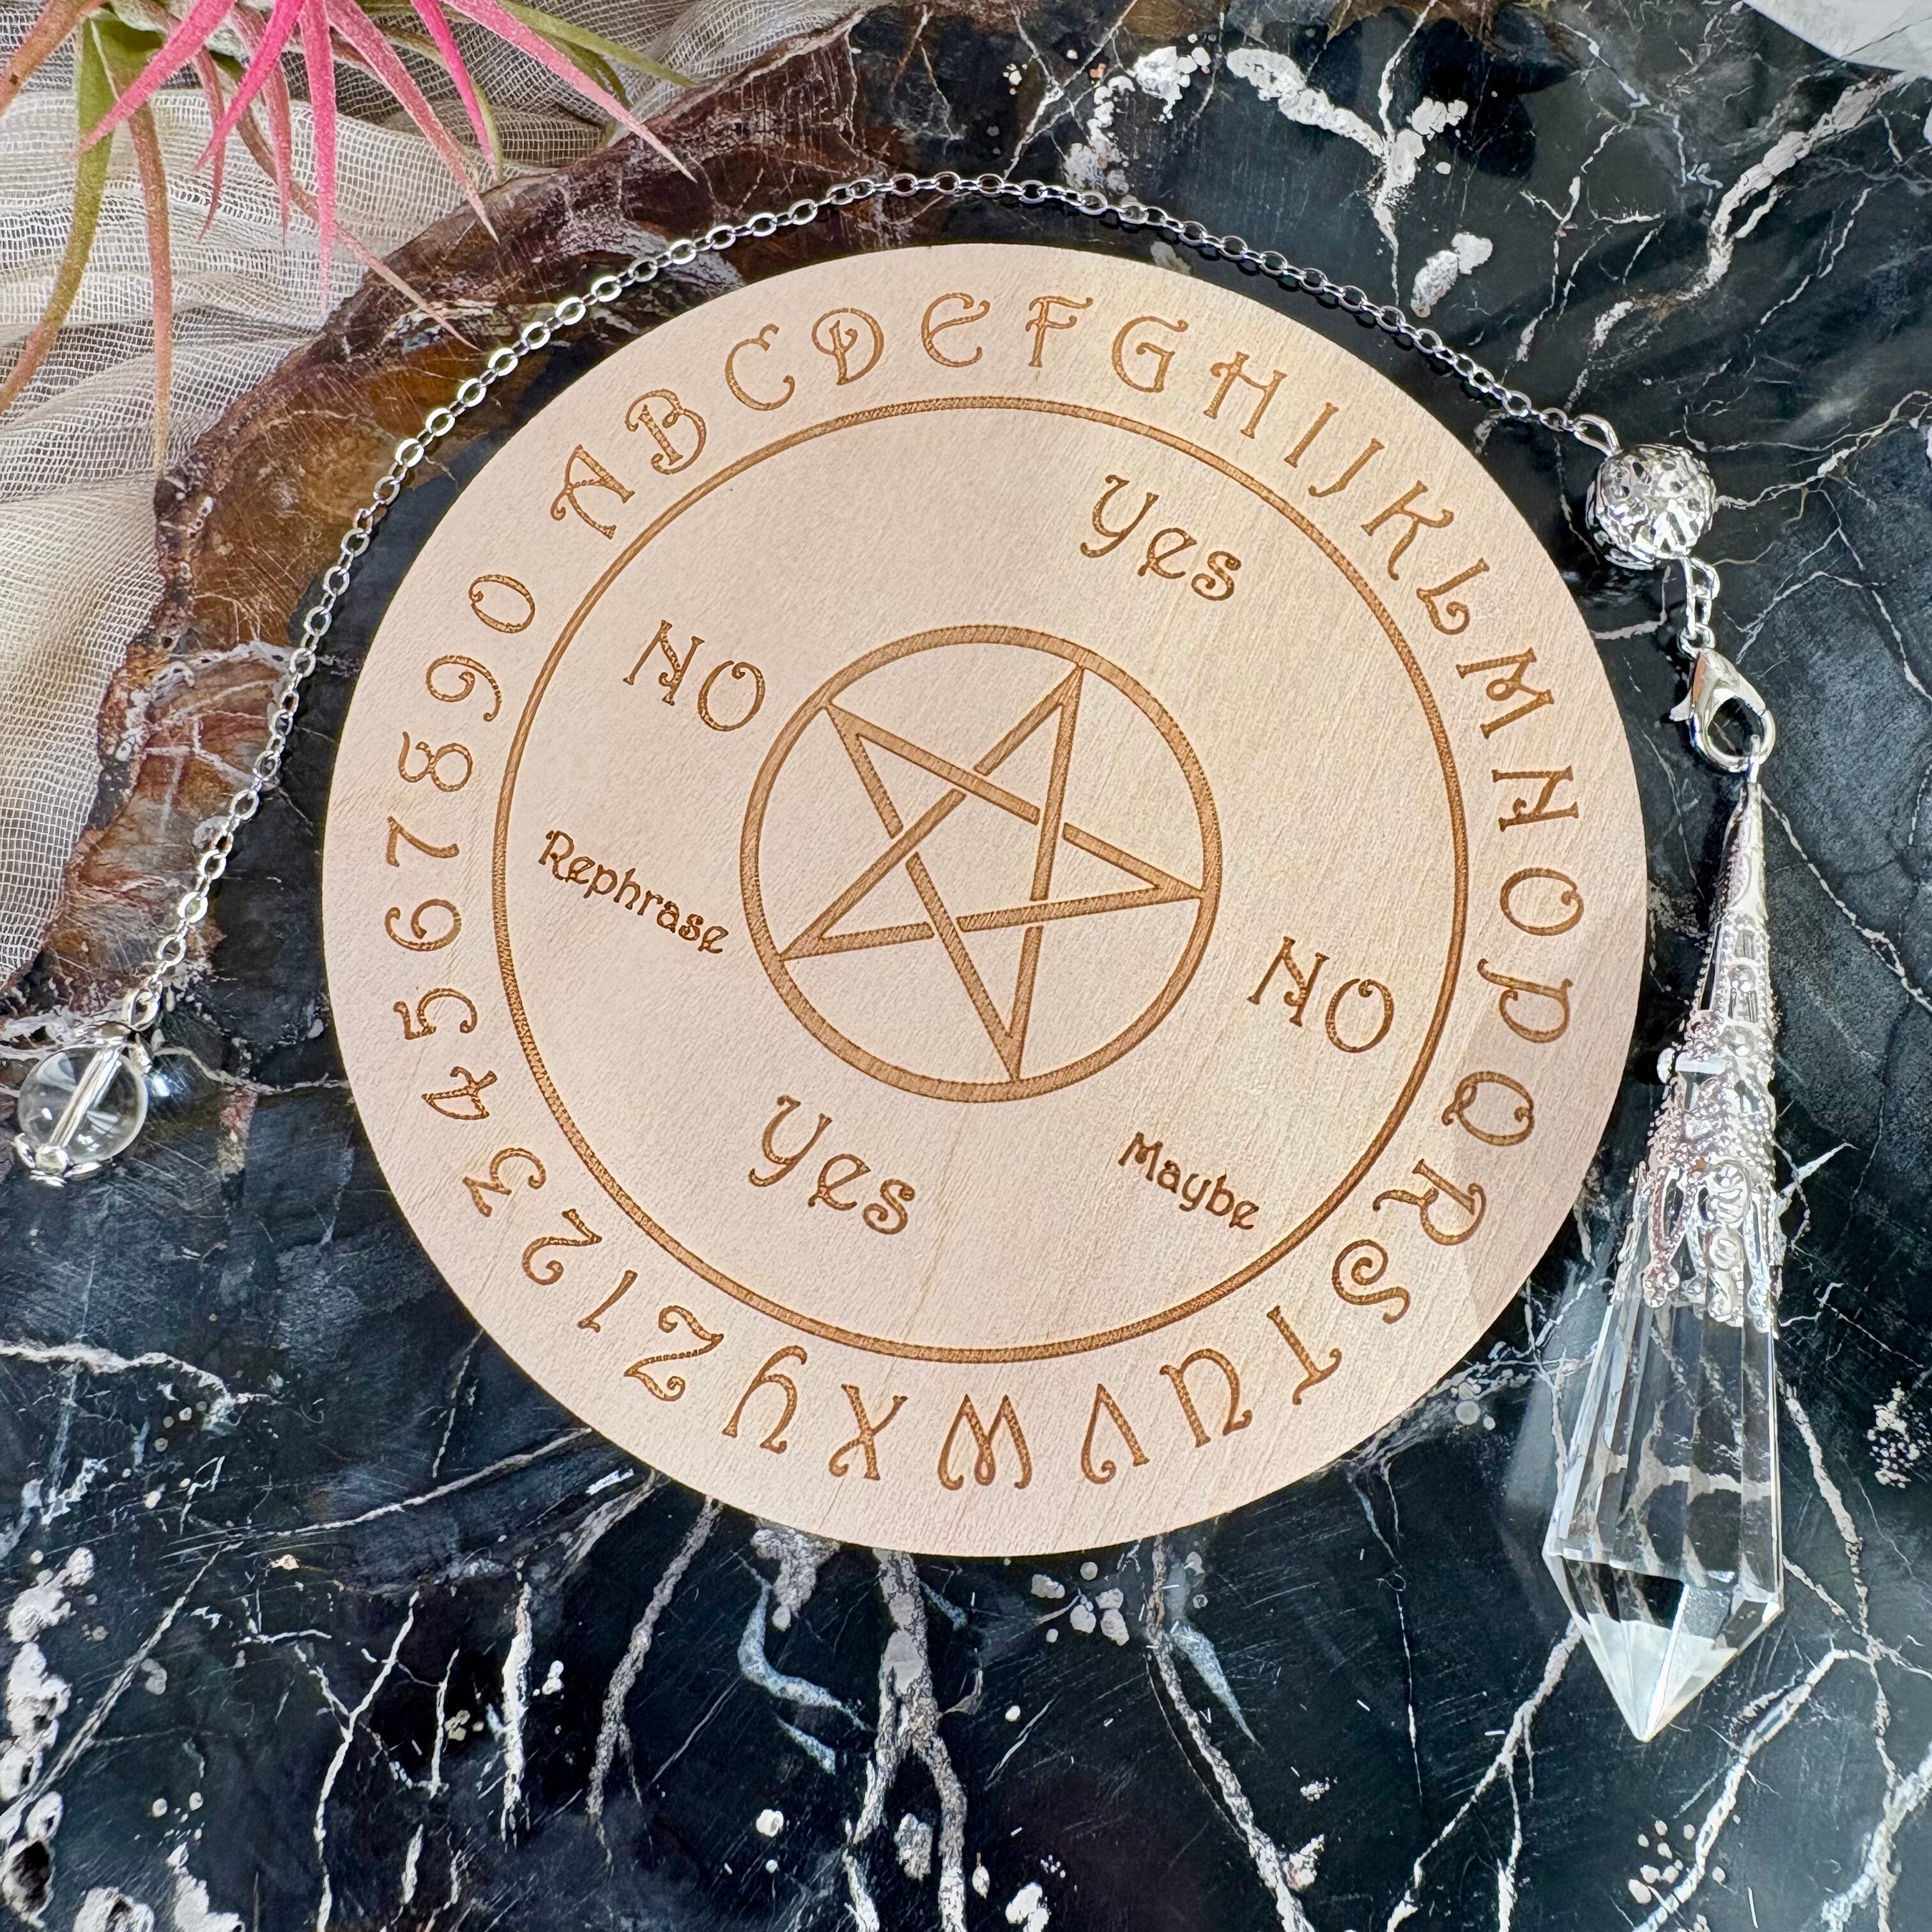 ABCDEFGHIJKLMNOPQRSTUVWXYZ1234567890
Yes
NO
Rephrase
NO
Yes
Maybe